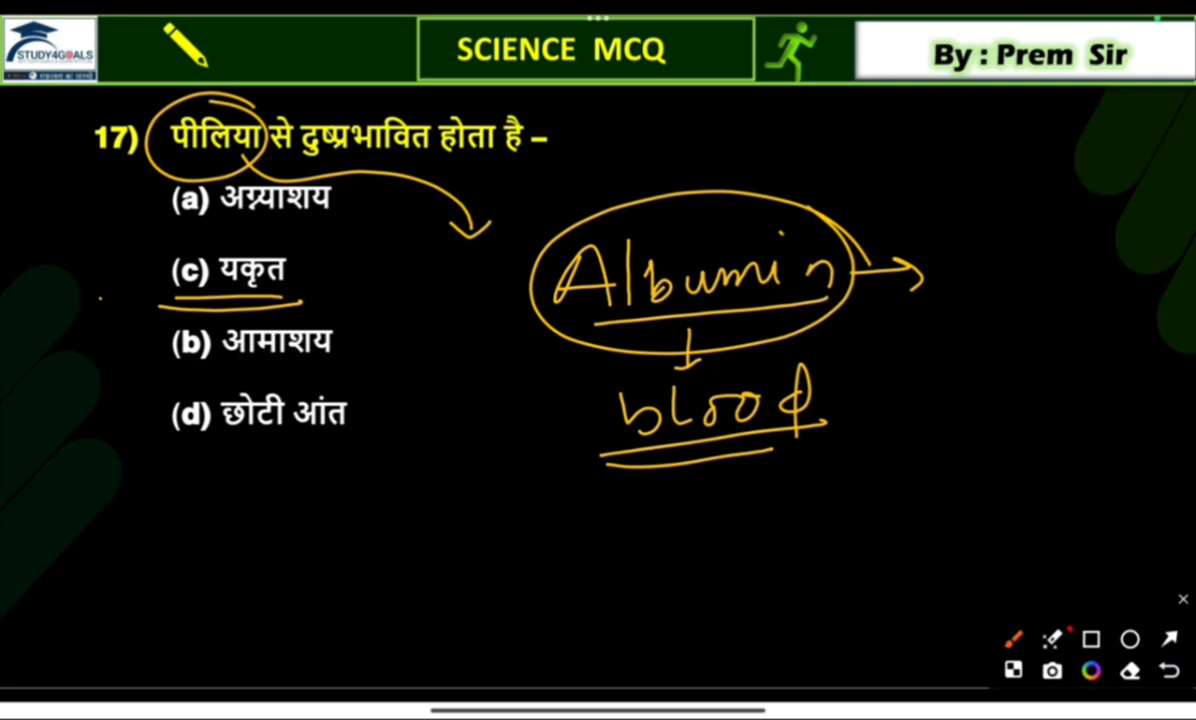 STUDY4GOALS
SCIENCE MCQ
By : Prem Sir
17) पीलिया से दुष्प्रभावित होता है –
(a) अग्न्याशय
(c) यकृत
(b) आमाशय
(d) छोटी आंत
Albumin
blood